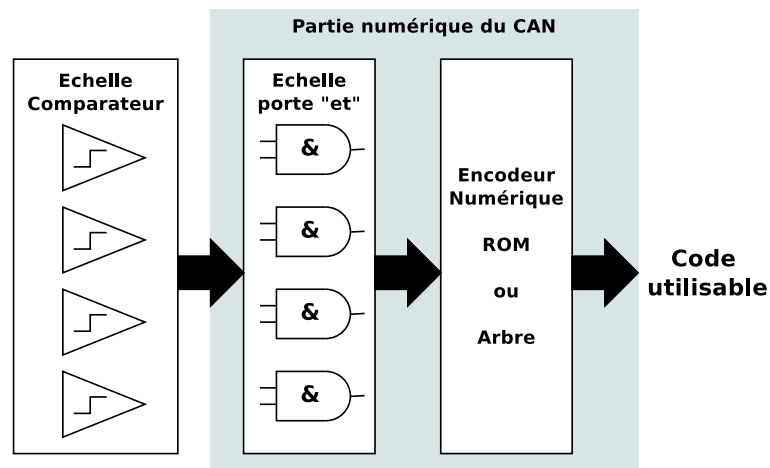 Partie numérique du CAN
Echelle
Comparateur
Echelle
porte "et"
&
&
&
&
Encodeur
Numérique
ROM
ou
Arbre
Code
utilisable